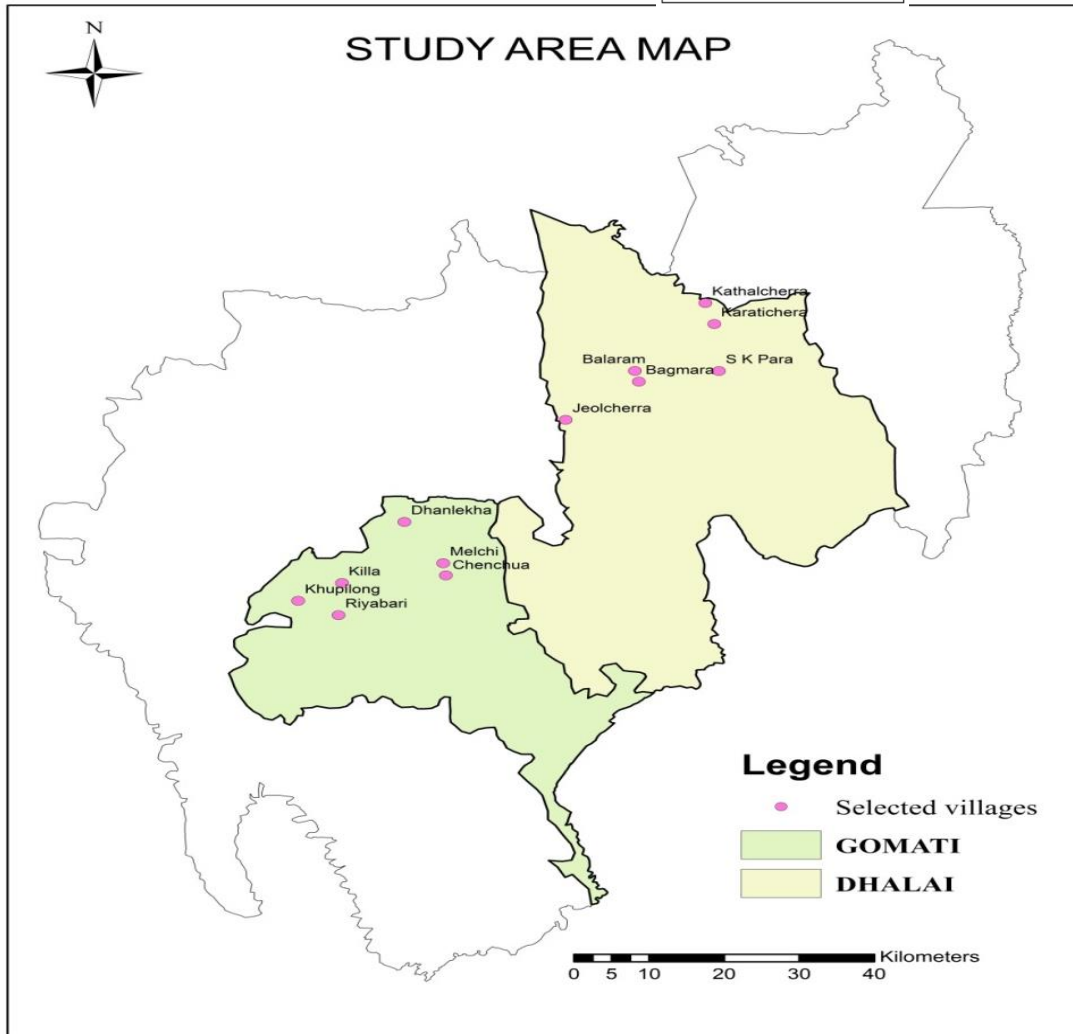 N
STUDY AREA MAP
Kathalcherra
Karatichera
Balaram
Bagmara
S K Para
Jeolcherra
Dhanlekha
Melchi
Chenchua
Killa
Khupilong
Riyabari
Legend
Selected villages
GOMATI
DHALAI
Kilometers
0 5 10 20 30 40